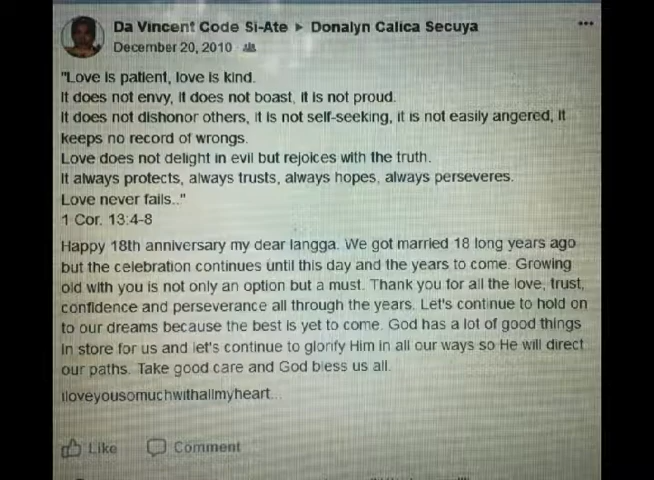 Da Vincent Code Si-Ate ▸ Donalyn Calica Secuya
December 20, 2010
"Love is patient, love is kind.
It does not envy, it does not boast, it is not proud.
It does not dishonor others, it is not self-seeking, it is not easily angered, it
keeps no record of wrongs.
Love does not delight in evil but rejoices with the truth.
It always protects, always trusts, always hopes, always perseveres.
Love never fails.."
1 Cor. 13:4-8
Happy 18th anniversary my dear langga. We got married 18 long years ago
but the celebration continues until this day and the years to come. Growing
old with you is not only an option but a must. Thank you for all the love, trust,
confidence and perseverance all through the years. Let's continue to hold on
to our dreams because the best is yet to come. God has a lot of good things
in store for us and let's continue to glorify Him in all our ways so He will direct
our paths. Take good care and God bless us all.
iloveyousomuchwithallmyheart...
Like Comment